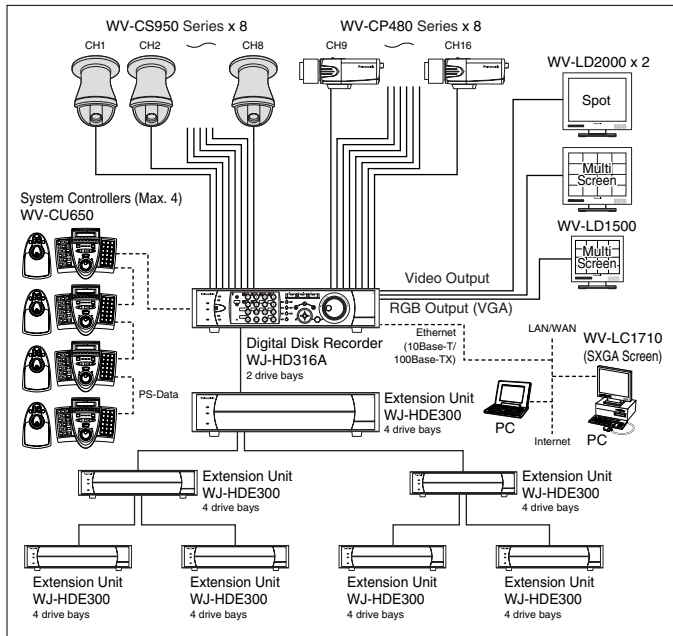 WV-CS950 Series x 8
CH1
CH2
CH8
WV-CP480 Series x 8
CH9
CH16
Panasonic
Panasonic
WV-LD2000 x 2
Spot
Multi
Screen
WV-LD1500
Multi
Screen
System Controllers (Max. 4)
WV-CU650
PS-Data
Video Output
RGB Output (VGA)
Digital Disk Recorder
WJ-HD316A
2 drive bays
Ethernet
(10Base-T/
100Base-TX)
LAN/WAN
WV-LC1710
(SXGA Screen)
PC
PC
Internet
Extension Unit
WJ-HDE300
4 drive bays
Extension Unit
WJ-HDE300
4 drive bays
Extension Unit
WJ-HDE300
4 drive bays
Extension Unit
WJ-HDE300
4 drive bays
Extension Unit
WJ-HDE300
4 drive bays
Extension Unit
WJ-HDE300
4 drive bays
Extension Unit
WJ-HDE300
4 drive bays